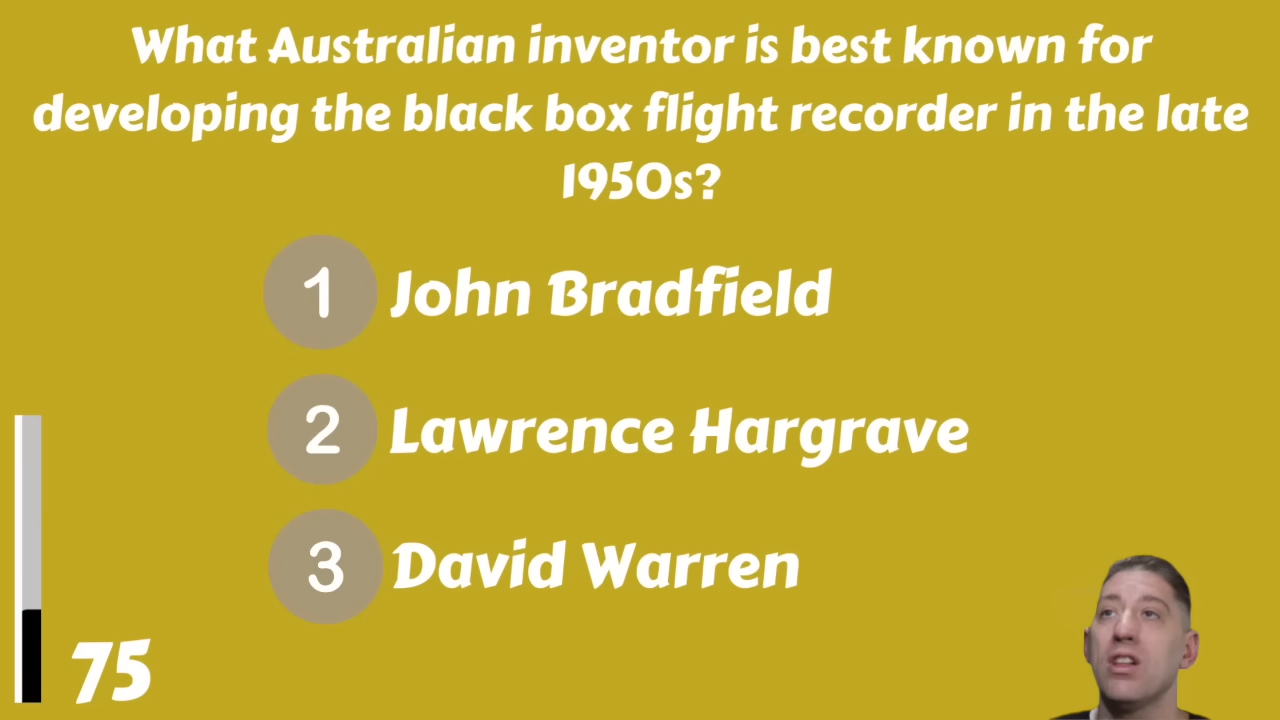 What Australian inventor is best known for
developing the black box flight recorder in the late
1950s?
1 John Bradfield
2 Lawrence Hargrave
3 David Warren
75